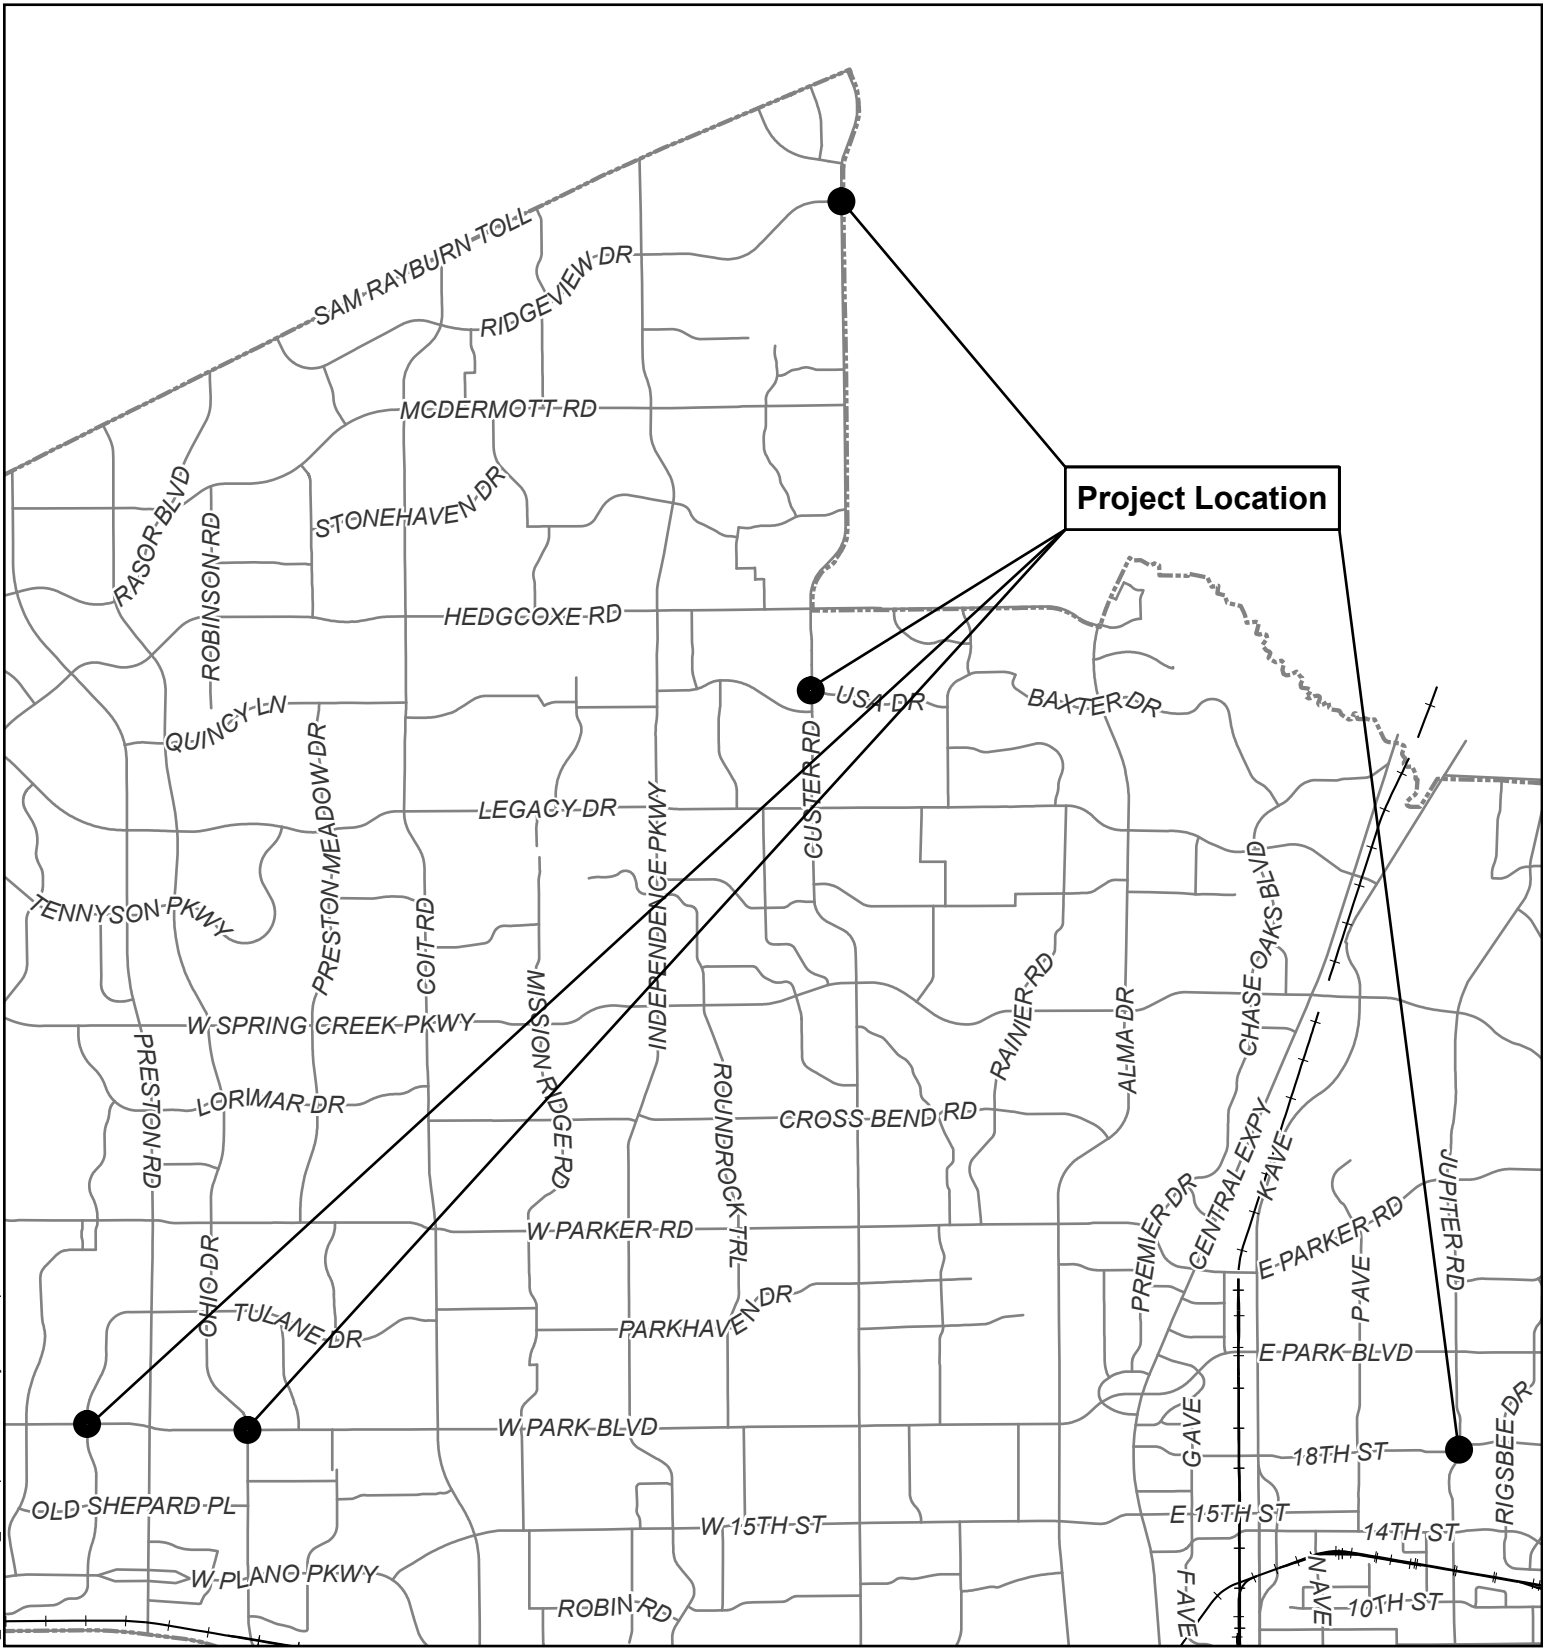 SAM RAYBURN TOLL
RIDGEVIEW DR
MCDERMOTT RD
RASOR BLVD
ROBINSON RD
STONEHAVEN DR
Project Location
HEDGCOXE RD
QUINCY LN
PRESTON MEADOW DR
USA DR
BAXTER DR
CUSTER RD
LEGACY DR
INDEPENDENCE PKWY
TENNYSON PKWY
COIT RD
CHASE OAKS BLVD
MISSION RIDGE RD
RAINIER RD
ALMA DR
W SPRING CREEK PKWY
PRESTON RD
LORIMAR DR
ROUNDROCK TRL
CROSS BEND RD
CENTRAL EXPY
K AVE
JUPITER RD
PREMIER DR
W PARKER RD
E PARKER RD
OHIO DR
TULANE DR
PARKHAVEN DR
P AVE
E PARK BLVD
W PARK BLVD
G AVE
18TH ST
RIGSBEE DR
OLD SHEPARD PL
W 15TH ST
E 15TH ST
14TH ST
W PLANO PKWY
ROBIN RD
F AVE
N AVE
10TH ST